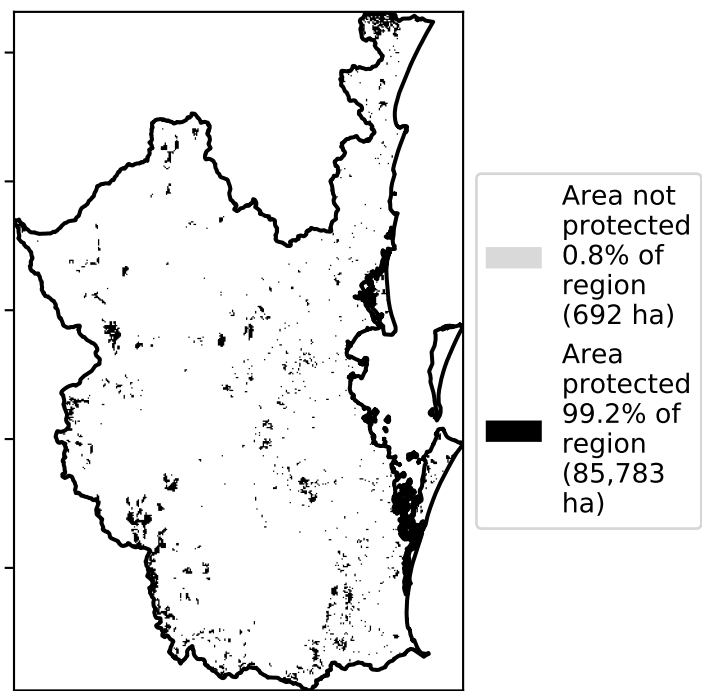 Area not
protected
0.8% of
region
(692 ha)
Area
protected
99.2% of
region
(85,783
ha)